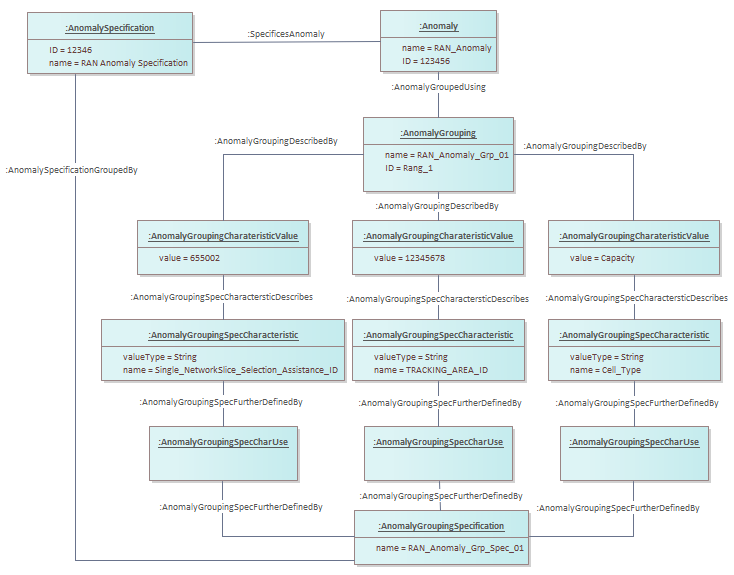 :AnomalySpecification
ID = 12346
name = RAN Anomaly Specification
:SpecificesAnomaly
:Anomaly
name = RAN_Anomaly
ID = 123456
:AnomalyGroupedUsing
:AnomalyGrouping
name = RAN_Anomaly_Grp_01
ID = Rang_1
:AnomalyGroupingDescribedBy
:AnomalyGroupingDescribedBy
:AnomalySpecificationGroupedBy
:AnomalyGroupingDescribedBy
:AnomalyGroupingCharateristicValue
value = 655002
:AnomalyGroupingCharateristicValue
value = 12345678
:AnomalyGroupingCharateristicValue
value = Capacity
:AnomalyGroupingSpecCharactersticDescribes
:AnomalyGroupingSpecCharactersticDescribes
:AnomalyGroupingSpecCharactersticDescribes
:AnomalyGroupingSpecCharacteristic
valueType = String
name = Single_NetworkSlice_Selection_Assistance_ID
:AnomalyGroupingSpecCharacteristic
valueType = String
name = TRACKING_AREA_ID
:AnomalyGroupingSpecCharacteristic
valueType = String
name = Cell_Type
:AnomalyGroupingSpecFurtherDefinedBy
:AnomalyGroupingSpecFurtherDefinedBy
:AnomalyGroupingSpecFurtherDefinedBy
:AnomalyGroupingSpecCharUse
:AnomalyGroupingSpecCharUse
:AnomalyGroupingSpecCharUse
:AnomalyGroupingSpecFurtherDefinedBy
:AnomalyGroupingSpecFurtherDefinedBy
:AnomalyGroupingSpecFurtherDefinedBy
:AnomalyGroupingSpecification
name = RAN_Anomaly_Grp_Spec_01